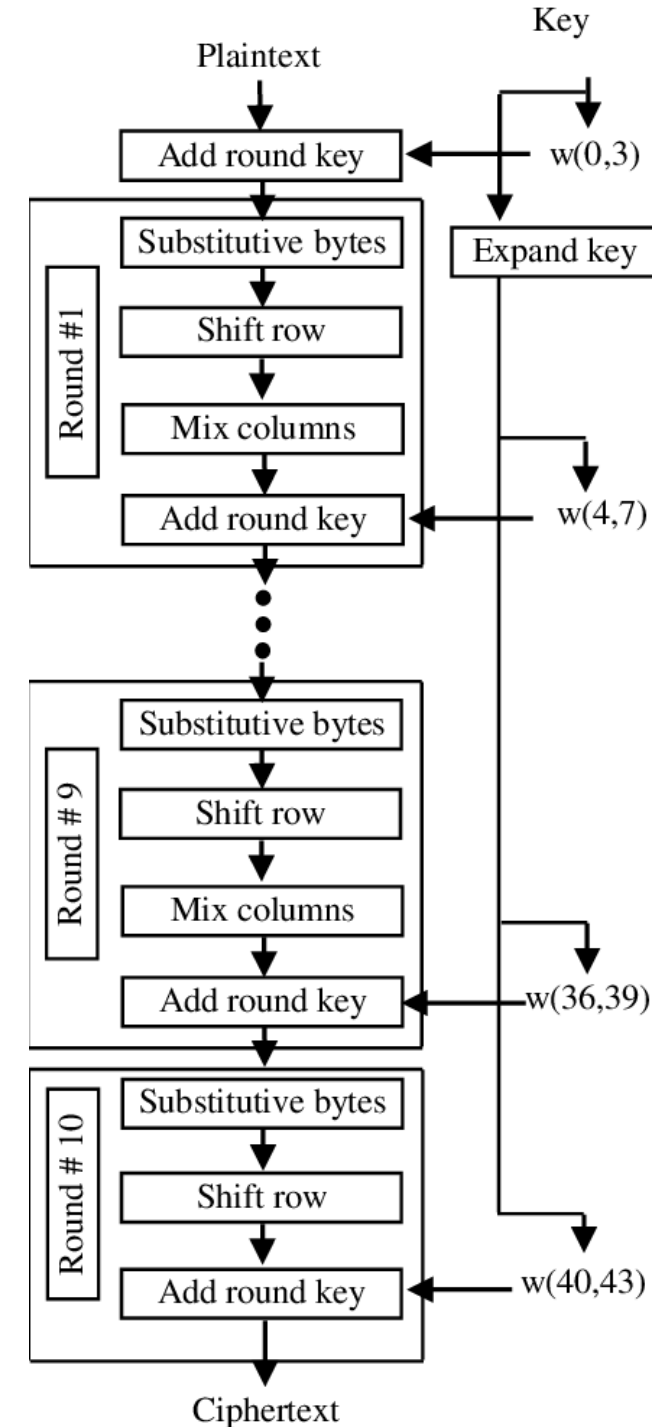 Key
Plaintext
Add round key
w(0,3)
Substitutive bytes
Expand key
Round #1
Shift row
Mix columns
Add round key
w(4,7)
Substitutive bytes
Round # 9
Shift row
Mix columns
Add round key
w(36,39)
Substitutive bytes
Round # 10
Shift row
Add round key
w(40,43)
Ciphertext